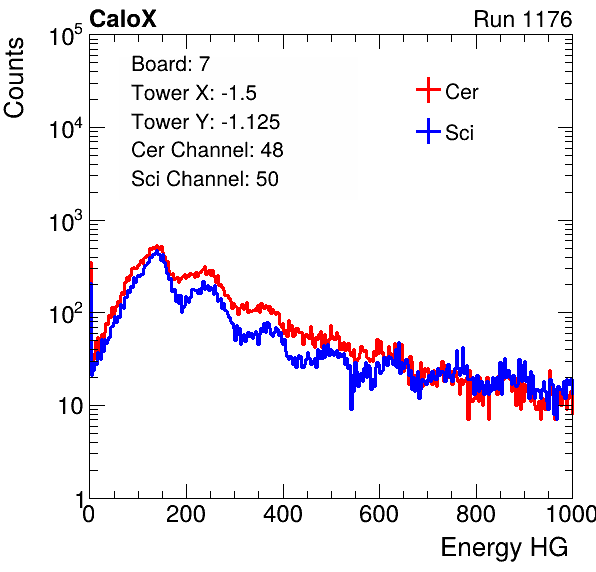 CaloX Run 1176
Counts
10^5
10^4
10^3
10^2
10
1
Board: 7
Tower X: -1.5
Tower Y: -1.125
Cer Channel: 48
Sci Channel: 50
Cer
Sci
0 200 400 600 800 1000
Energy HG